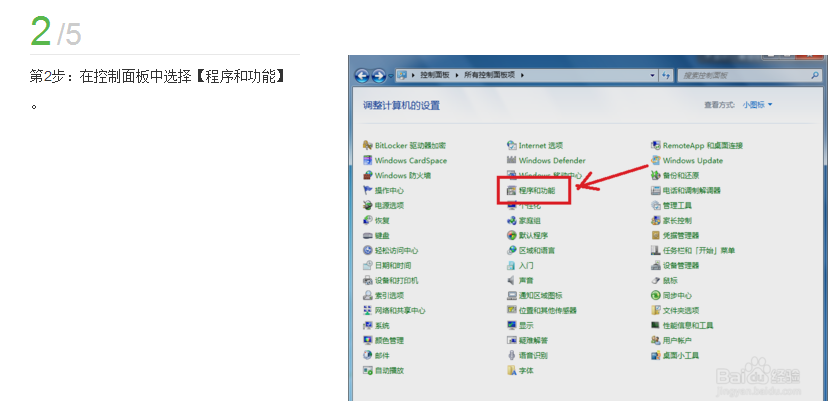 2/5
第2步：在控制面板中选择【程序和功能】
。
控制面板 ▸ 所有控制面板项 ▸
搜索控制面板
调整计算机的设置
查看方式: 小图标
BitLocker 驱动器加密
Internet 选项
RemoteApp 和桌面连接
Windows CardSpace
Windows Defender
Windows Update
Windows 防火墙
Windows 移动中心
备份和还原
操作中心
程序和功能
电话和调制解调器
电源选项
个性化
管理工具
恢复
家庭组
家长控制
键盘
默认程序
凭据管理器
轻松访问中心
区域和语言
任务栏和「开始」菜单
日期和时间
入门
设备管理器
设备和打印机
声音
鼠标
索引选项
通知区域图标
同步中心
网络和共享中心
位置和其他传感器
文件夹选项
系统
显示
性能信息和工具
颜色管理
疑难解答
用户帐户
邮件
语音识别
桌面小工具
自动播放
字体
Baidu 经验
jingyan.baidu.com